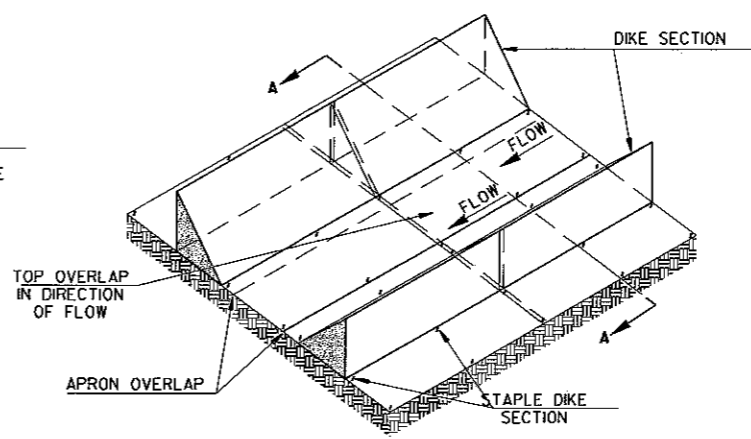 DIKE SECTION
A
FLOW
FLOW
E
TOP OVERLAP
IN DIRECTION
OF FLOW
APRON OVERLAP
A
STAPLE DIKE
SECTION